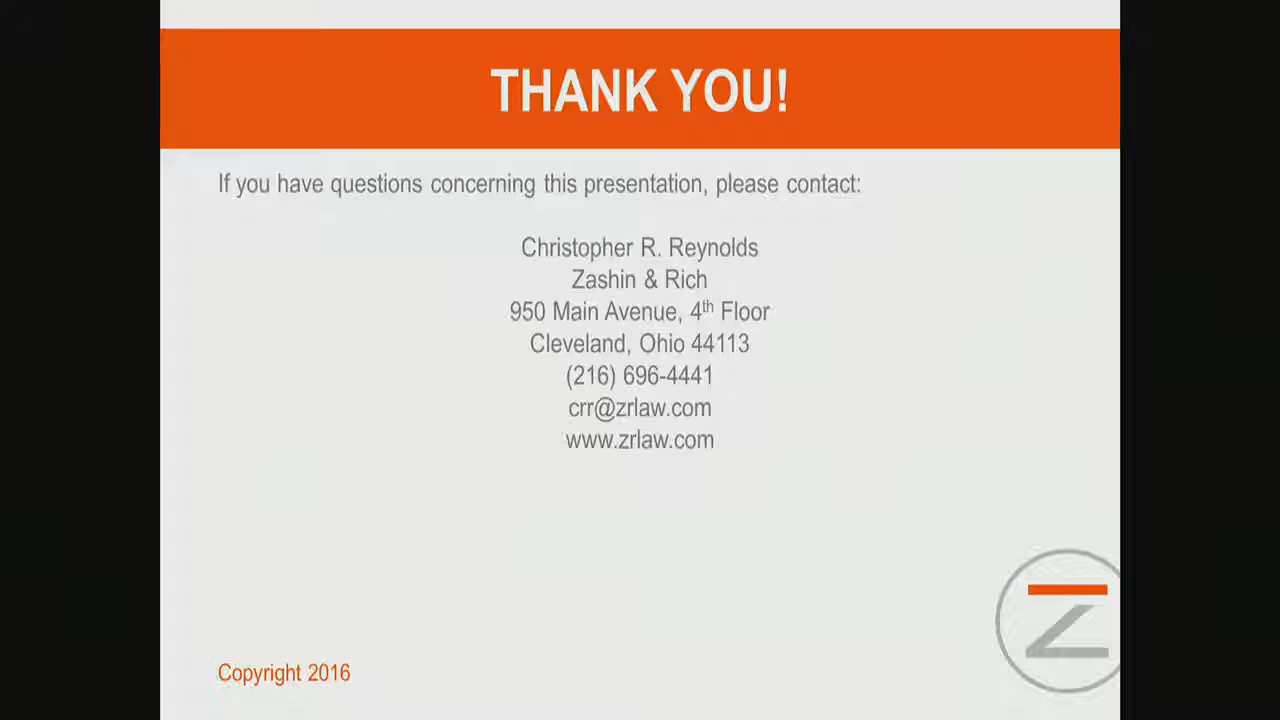 THANK YOU!
If you have questions concerning this presentation, please contact:
Christopher R. Reynolds
Zashin & Rich
950 Main Avenue, 4th Floor
Cleveland, Ohio 44113
(216) 696-4441
crr@zrlaw.com
www.zrlaw.com
Z
Copyright 2016